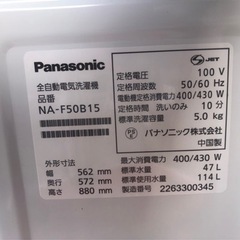 Panasonic
全自動電気洗濯機
品番
NA-F50B15
外形寸法
幅 562 mm
奥行 572 mm
高さ 880 mm
JET
定格電圧 100 V
定格周波数 50/60 Hz
電動機定格消費電力 400/430 W
定格時間 洗いのみ 10 分
標準洗濯・脱水容量 5.0 kg
パナソニック株式会社
中国製
最大消費電力 400/430 W
標準水量 47 L
標準使用水量 114 L
2263300345